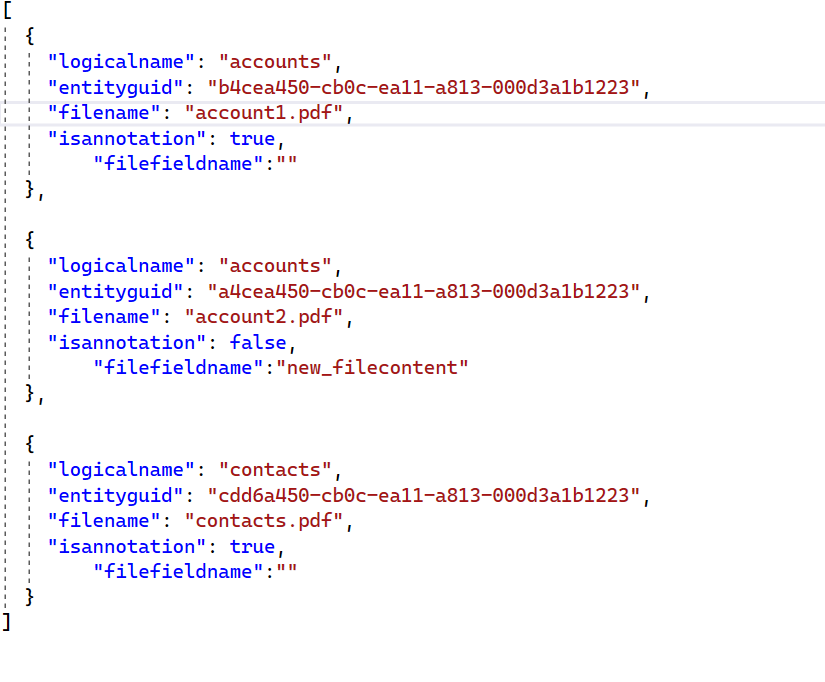 [
{
"logicalname": "accounts",
"entityguid": "b4cea450-cb0c-ea11-a813-000d3a1b1223",
"filename": "account1.pdf",
"isannotation": true,
"filefieldname":""
},
{
"logicalname": "accounts",
"entityguid": "a4cea450-cb0c-ea11-a813-000d3a1b1223",
"filename": "account2.pdf",
"isannotation": false,
"filefieldname":"new_filecontent"
},
{
"logicalname": "contacts",
"entityguid": "cdd6a450-cb0c-ea11-a813-000d3a1b1223",
"filename": "contacts.pdf",
"isannotation": true,
"filefieldname":""
}
]